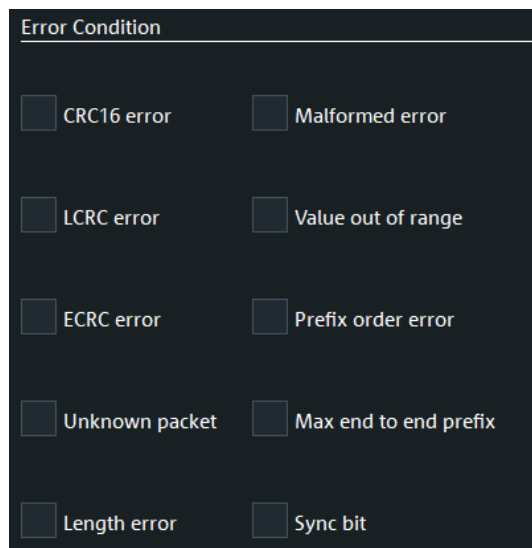 Error Condition
CRC16 error Malformed error
LCRC error Value out of range
ECRC error Prefix order error
Unknown packet Max end to end prefix
Length error Sync bit